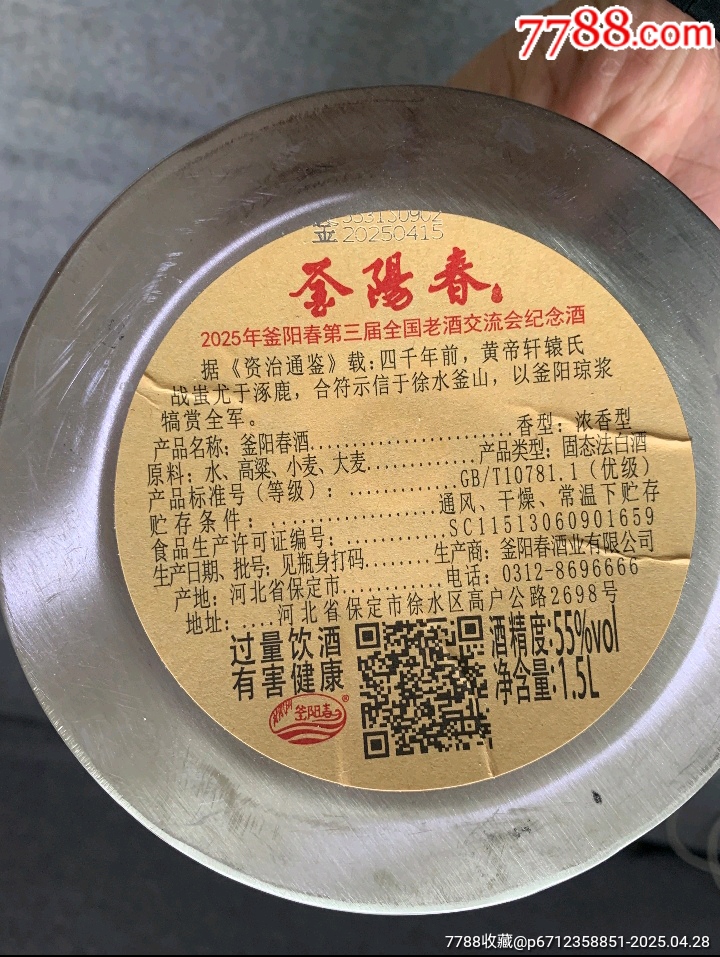 7788.com
20250415
釜陽春
2025年釜阳春第三届全国老酒交流会纪念酒
据《资治通鉴》载:四千年前，黄帝轩辕氏
战蚩尤于涿鹿，合符示信于徐水釜山，以釜阳琼浆
犒赏全军。
产品名称：釜阳春酒..................香型：浓香型
原料：水、高粱、小麦、大麦............产品类型：固态法白酒
产品标准号（等级）：............GB/T10781.1（优级）
贮存条件：..................通风、干燥、常温下贮存
食品生产许可证编号：............SC11513060901659
生产日期、批号：见瓶身打码........生产商：釜阳春酒业有限公司
产地：河北省保定市............电话：0312-8696666
地址：....河北省保定市徐水区高户公路2698号
过量饮酒
有害健康
酒精度:55%vol
净含量:1.5L
釜阳春®
7788收藏@p6712358851-2025.04.28